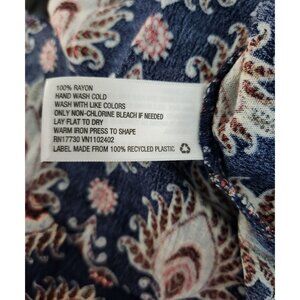 100% RAYON
HAND WASH COLD
WASH WITH LIKE COLORS
ONLY NON-CHLORINE BLEACH IF NEEDED
LAY FLAT TO DRY
WARM IRON PRESS TO SHAPE
RN17730 VN1102402
LABEL MADE FROM 100% RECYCLED PLASTIC